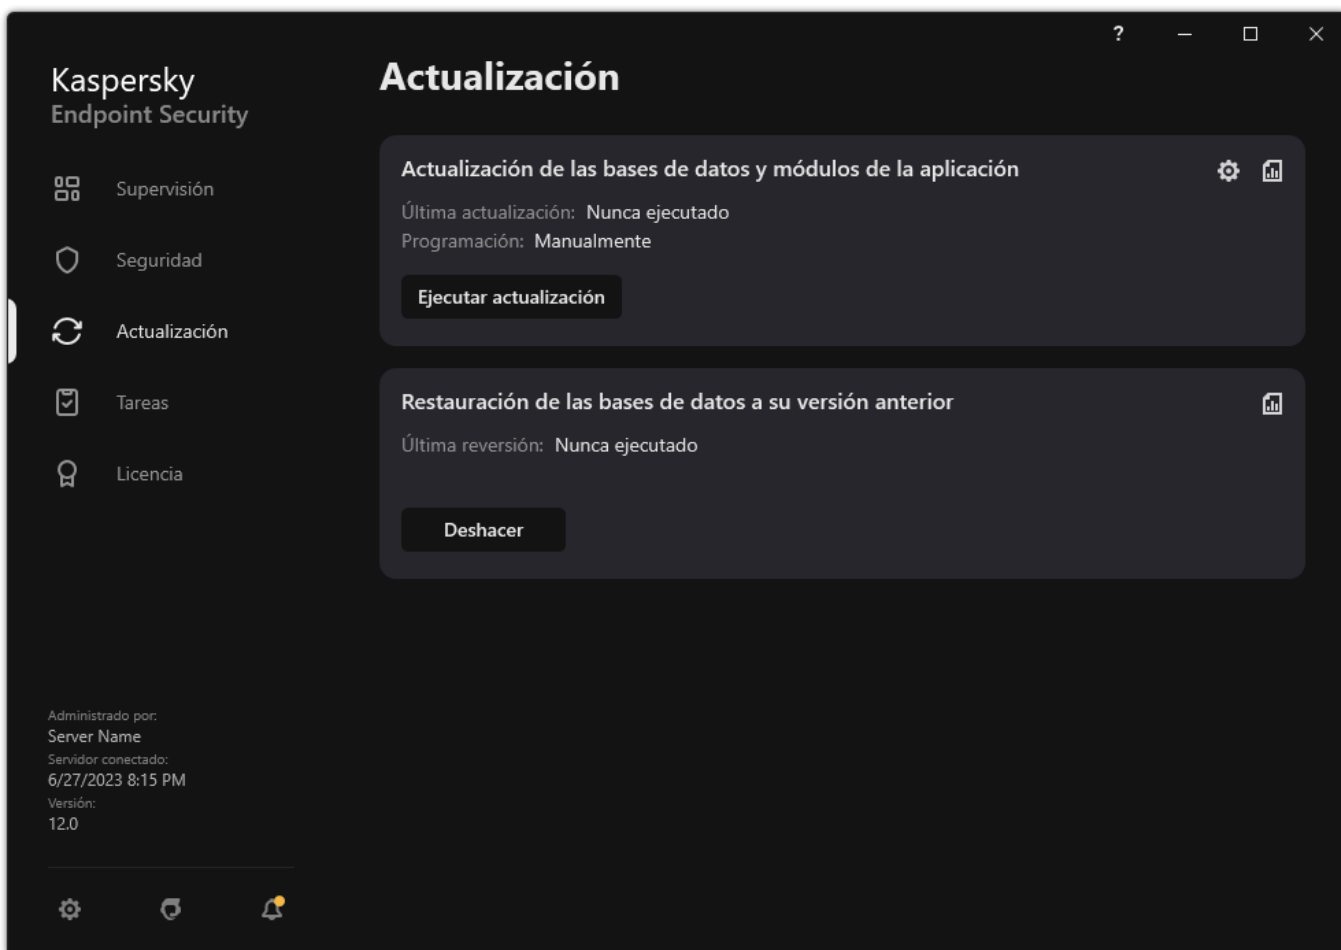 ?
Kaspersky
Endpoint Security
Supervisión
Seguridad
Actualización
Tareas
Licencia
Administrado por:
Server Name
Servidor conectado:
6/27/2023 8:15 PM
Versión:
12.0
Actualización
Actualización de las bases de datos y módulos de la aplicación
Última actualización: Nunca ejecutado
Programación: Manualmente
Ejecutar actualización
Restauración de las bases de datos a su versión anterior
Última reversión: Nunca ejecutado
Deshacer